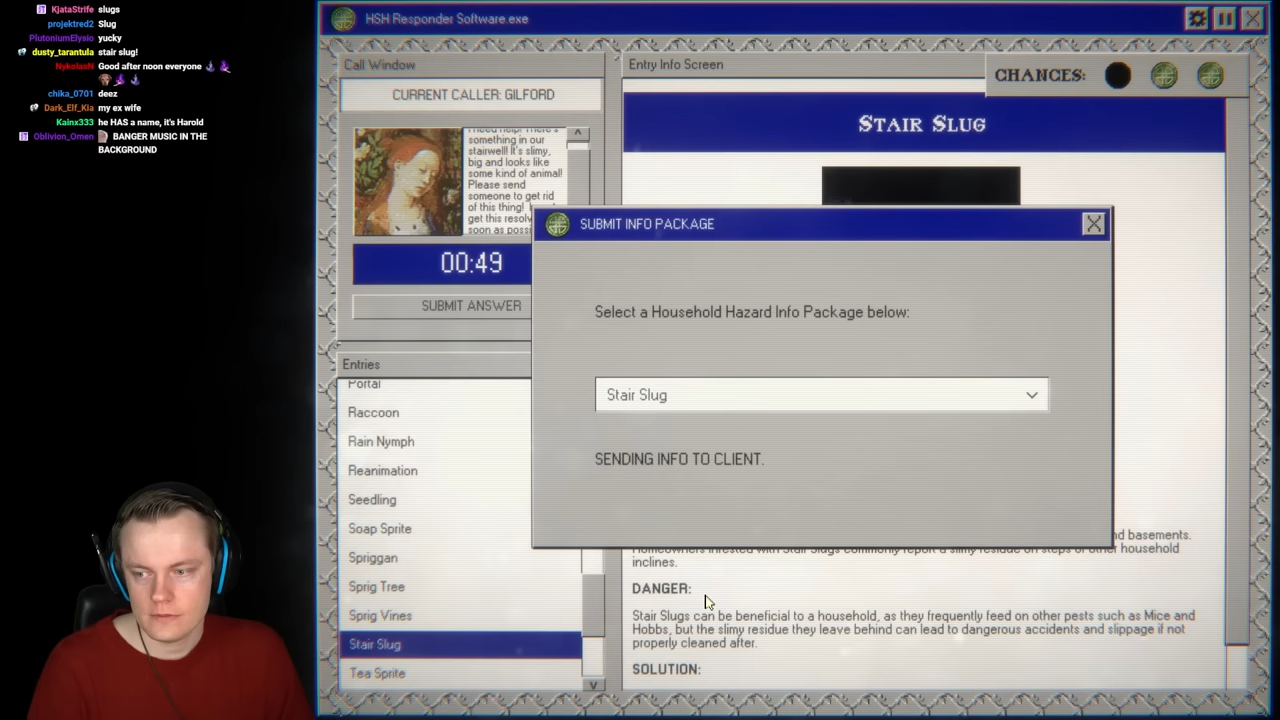 KjataStrife slugs
projektred2 Slug
PlutoniumElysio yucky
dusty_tarantula stair slug!
NykolasN Good after noon everyone
chika_0701 deez
Dark_Elf_Kia my ex wife
Kainx333 he HAS a name, it's Harold
Oblivion_Omen BANGER MUSIC IN THE
BACKGROUND
HSH Responder Software.exe
Call Window
CURRENT CALLER: GILFORD
I need help! There's
something in our
stairwell! It's slimy,
big and looks like
some kind of animal!
Please send
someone to get rid
of this thing!
get this
soon as
00:49
SUBMIT ANSWER
Entries
Portal
Raccoon
Rain Nymph
Reanimation
Seedling
Soap Sprite
Spriggan
Sprig Tree
Sprig Vines
Stair Slug
Tea Sprite
Entry Info Screen
CHANCES:
STAIR SLUG
SUBMIT INFO PACKAGE
Select a Household Hazard Info Package below:
Stair Slug
SENDING INFO TO CLIENT.
nd basements.
Homeowners infested with Stair Slugs commonly report a slimy residue on steps or other household
inclines.
DANGER:
Stair Slugs can be beneficial to a household, as they frequently feed on other pests such as Mice and
Hobbs, but the slimy residue they leave behind can lead to dangerous accidents and slippage if not
properly cleaned after.
SOLUTION: